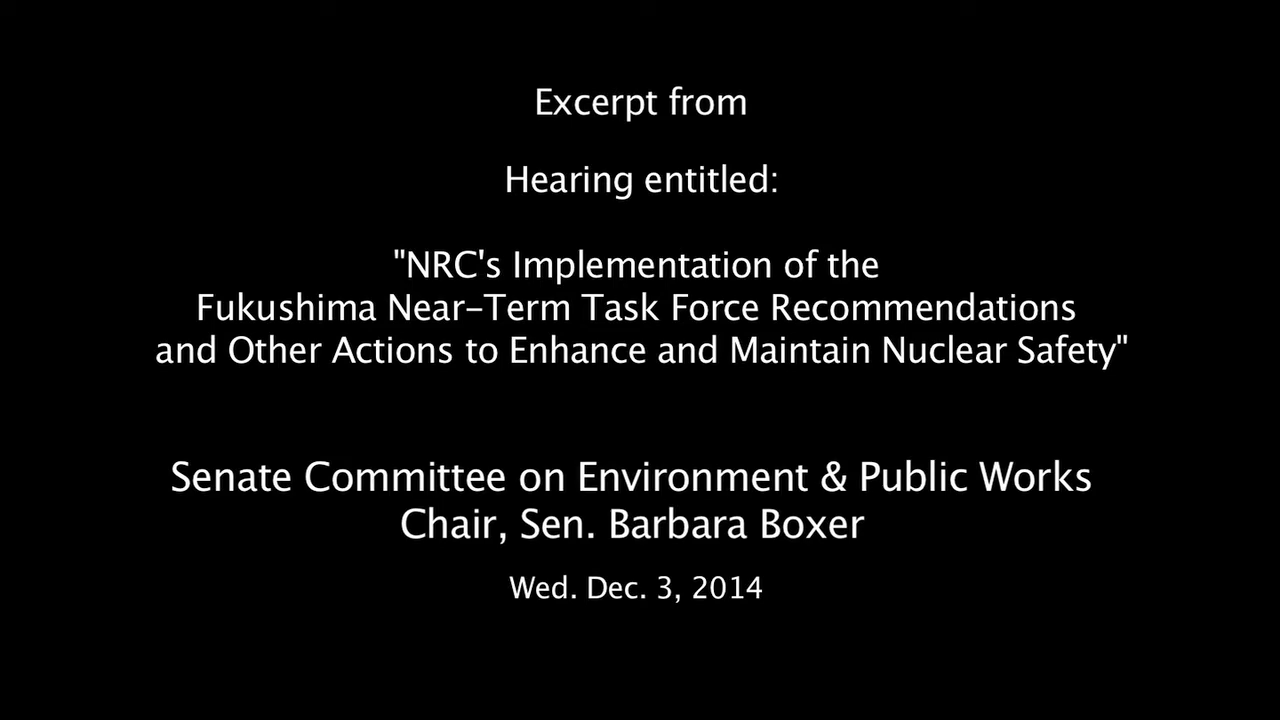 Excerpt from
Hearing entitled:
"NRC's Implementation of the
Fukushima Near-Term Task Force Recommendations
and Other Actions to Enhance and Maintain Nuclear Safety"
Senate Committee on Environment & Public Works
Chair, Sen. Barbara Boxer
Wed. Dec. 3, 2014